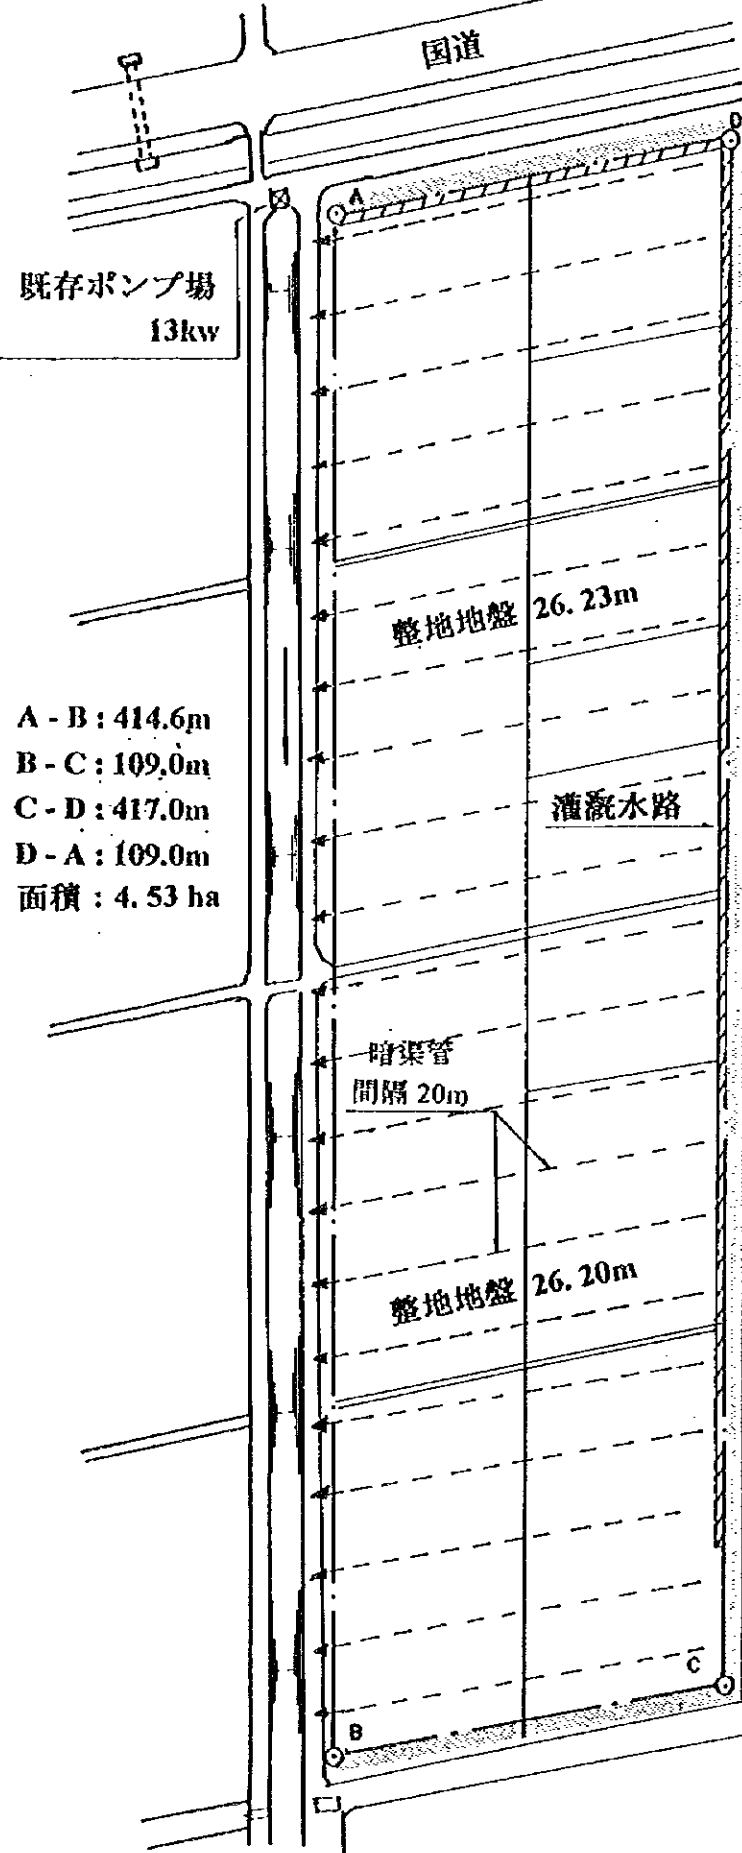 国道
D
A
既存ポンプ場
13kw
整地地盤 26.23m
A - B : 414.6m
B - C : 109.0m
C - D : 417.0m
D - A : 109.0m
面積 : 4.53 ha
灌漑水路
暗渠管
間隔 20m
整地地盤 26.20m
C
B